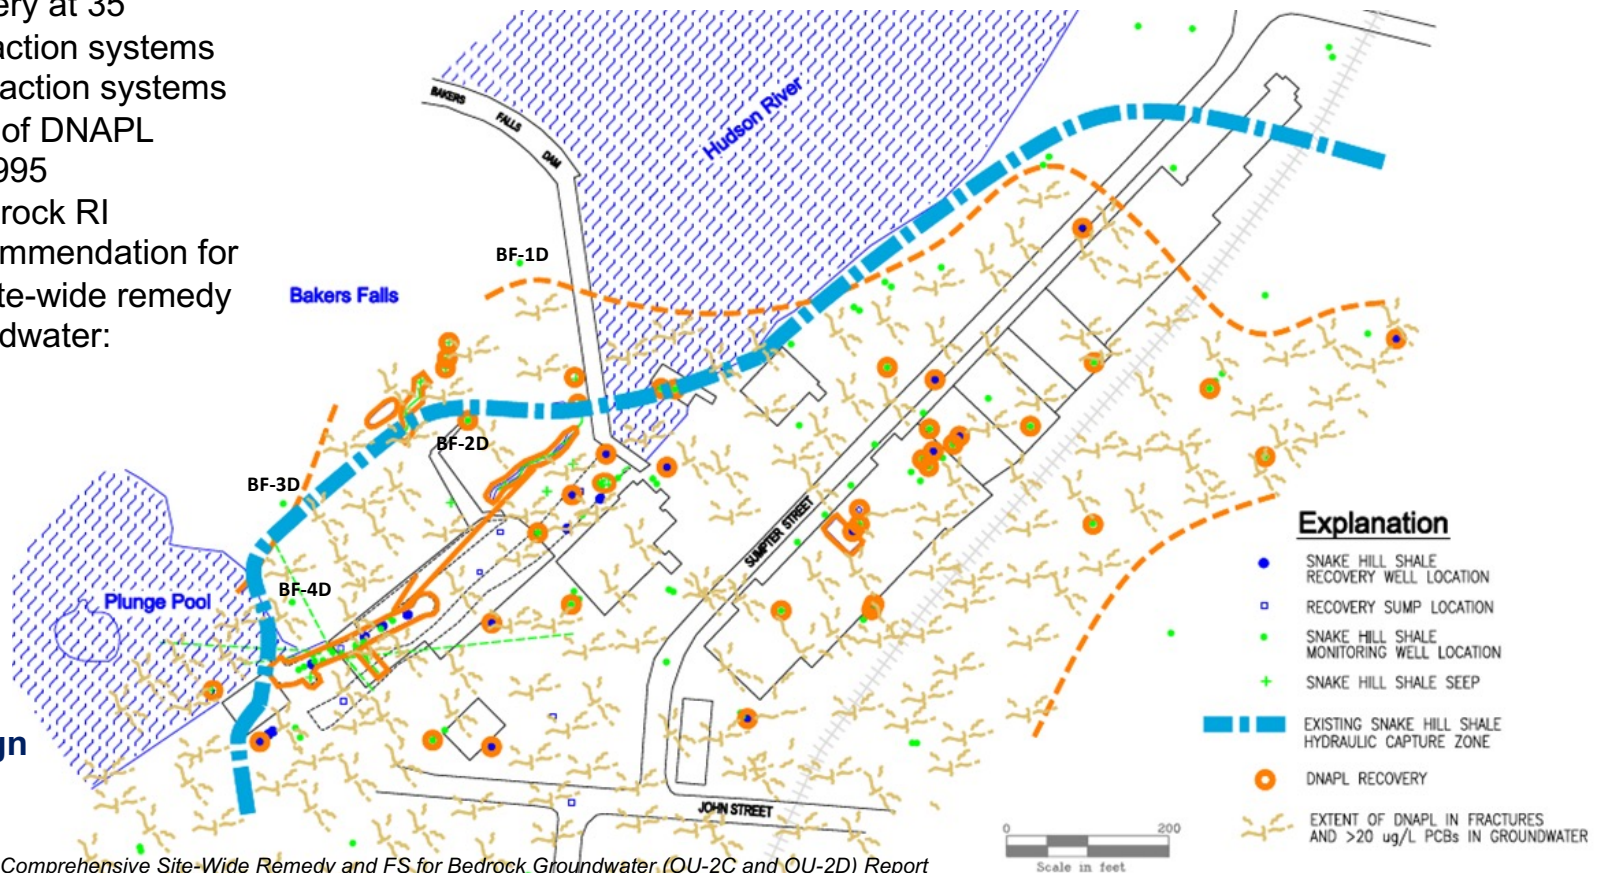 ery at 35
action systems
action systems
of DNAPL
995
rock RI
mmendation for
te-wide remedy
dwater:
gn
BAKERS
FALLS
DAM
Hudson River
BF-1D
Bakers Falls
BF-2D
BF-3D
BF-4D
Plunge Pool
SUMPTER STREET
JOHN STREET
Explanation
SNAKE HILL SHALE
RECOVERY WELL LOCATION
RECOVERY SUMP LOCATION
SNAKE HILL SHALE
MONITORING WELL LOCATION
SNAKE HILL SHALE SEEP
EXISTING SNAKE HILL SHALE
HYDRAULIC CAPTURE ZONE
DNAPL RECOVERY
EXTENT OF DNAPL IN FRACTURES
AND >20 ug/L PCBs IN GROUNDWATER
0 200
Scale in feet
Comprehensive Site-Wide Remedy and FS for Bedrock Groundwater (OU-2C and OU-2D) Report